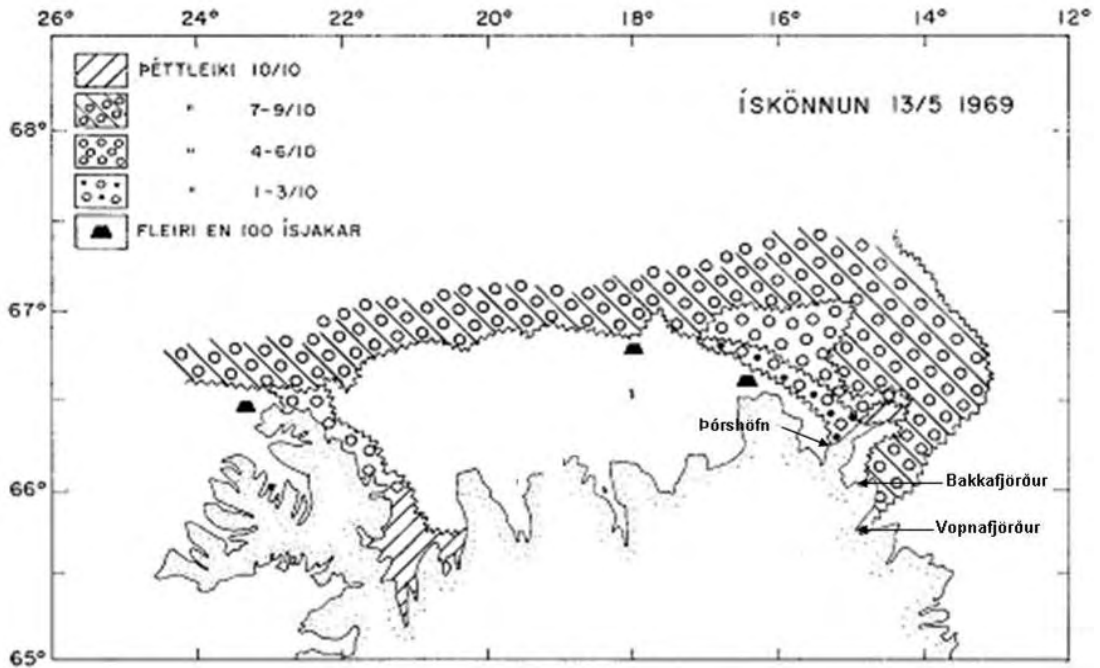 26° 24° 22° 20° 18° 16° 14° 12°
ÞÉTTLEIKI 10/10
" 7-9/10
" 4-6/10
" 1-3/10
FLEIRI EN 100 ÍSJAKAR
ÍSKÖNNUN 13/5 1969
68°
67°
Þórshöfn
66°
Bakkafjörður
Vopnafjörður
65°